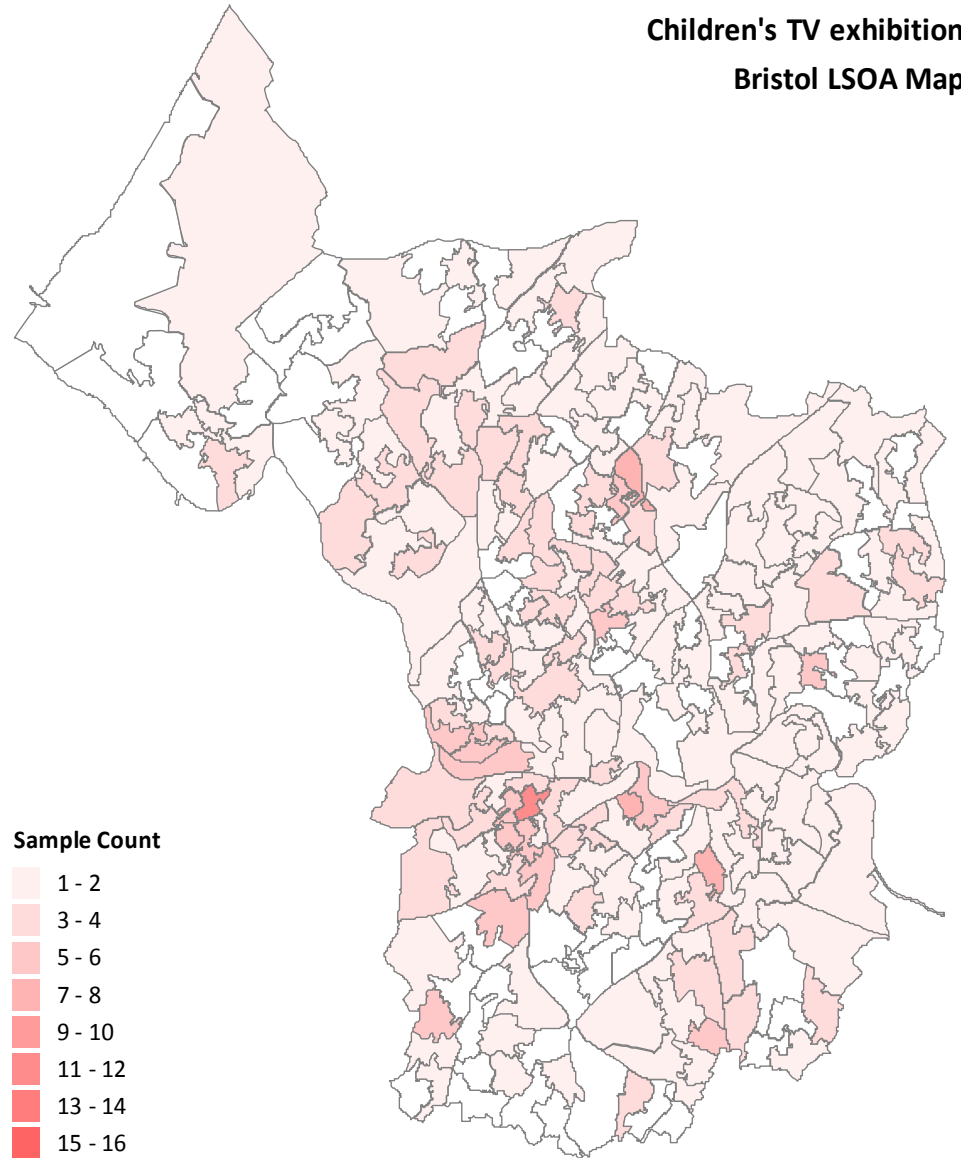 Children's TV exhibition
Bristol LSOA Map
Sample Count
1 - 2
3 - 4
5 - 6
7 - 8
9 - 10
11 - 12
13 - 14
15 - 16